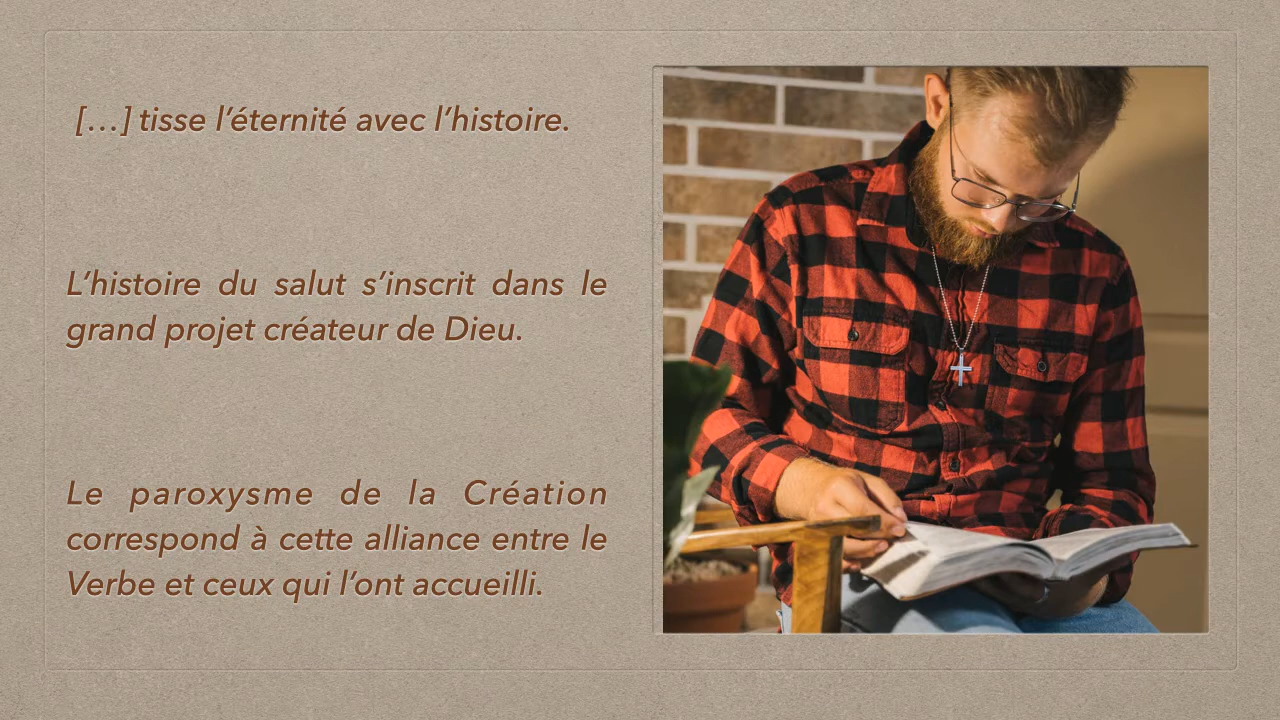 […] tisse l’éternité avec l’histoire.
L’histoire du salut s’inscrit dans le
grand projet créateur de Dieu.
Le paroxysme de la Création
correspond à cette alliance entre le
Verbe et ceux qui l’ont accueilli.